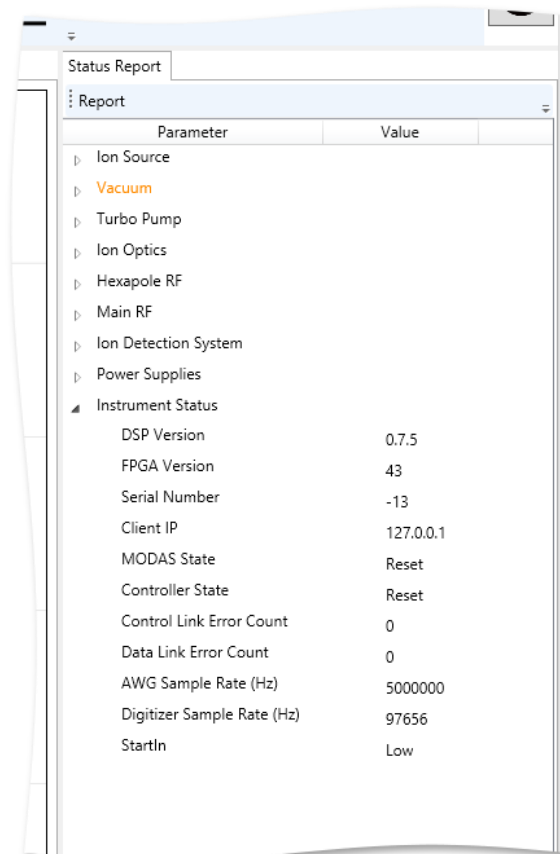 Status Report
Report
Parameter Value
Ion Source
Vacuum
Turbo Pump
Ion Optics
Hexapole RF
Main RF
Ion Detection System
Power Supplies
Instrument Status
DSP Version 0.7.5
FPGA Version 43
Serial Number -13
Client IP 127.0.0.1
MODAS State Reset
Controller State Reset
Control Link Error Count 0
Data Link Error Count 0
AWG Sample Rate (Hz) 5000000
Digitizer Sample Rate (Hz) 97656
StartIn Low